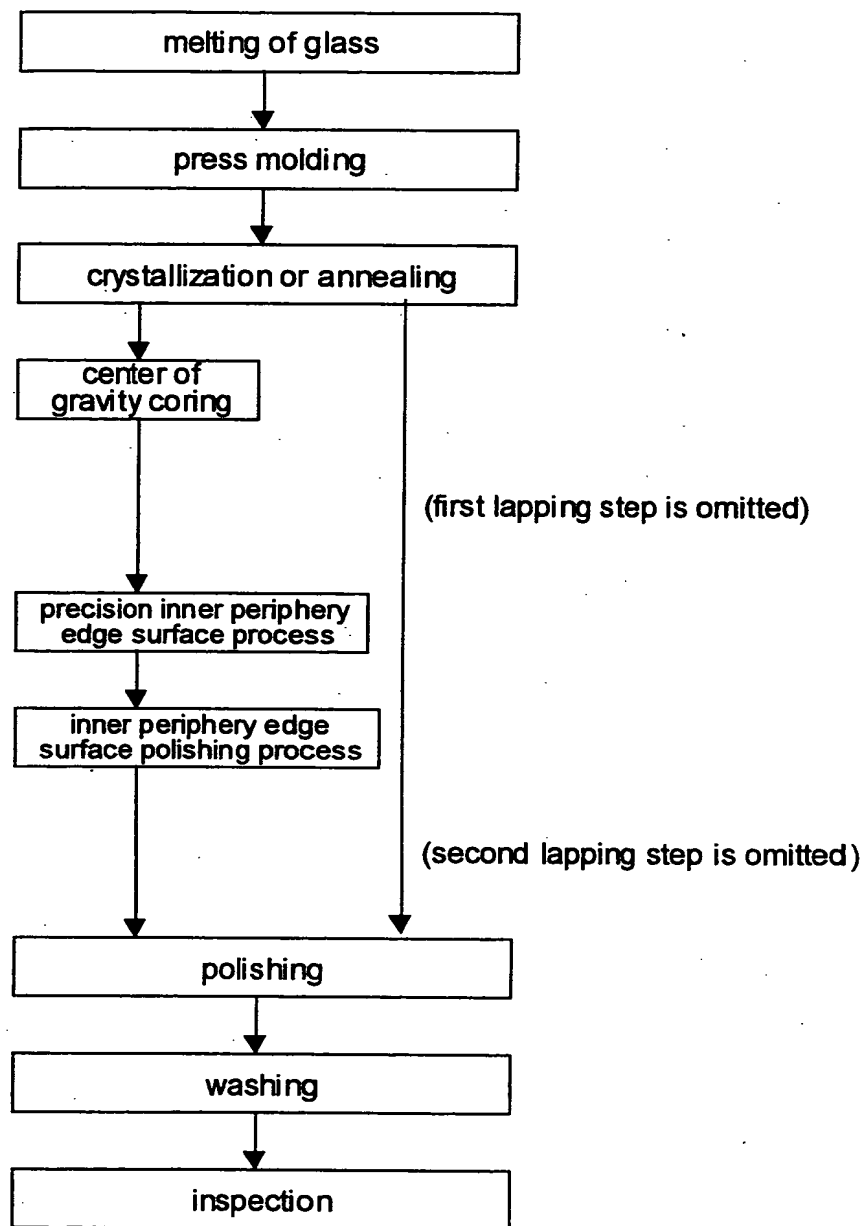 melting of glass
press molding
crystallization or annealing
center of
gravity coring
(first lapping step is omitted)
precision inner periphery
edge surface process
inner periphery edge
surface polishing process
(second lapping step is omitted)
polishing
washing
inspection